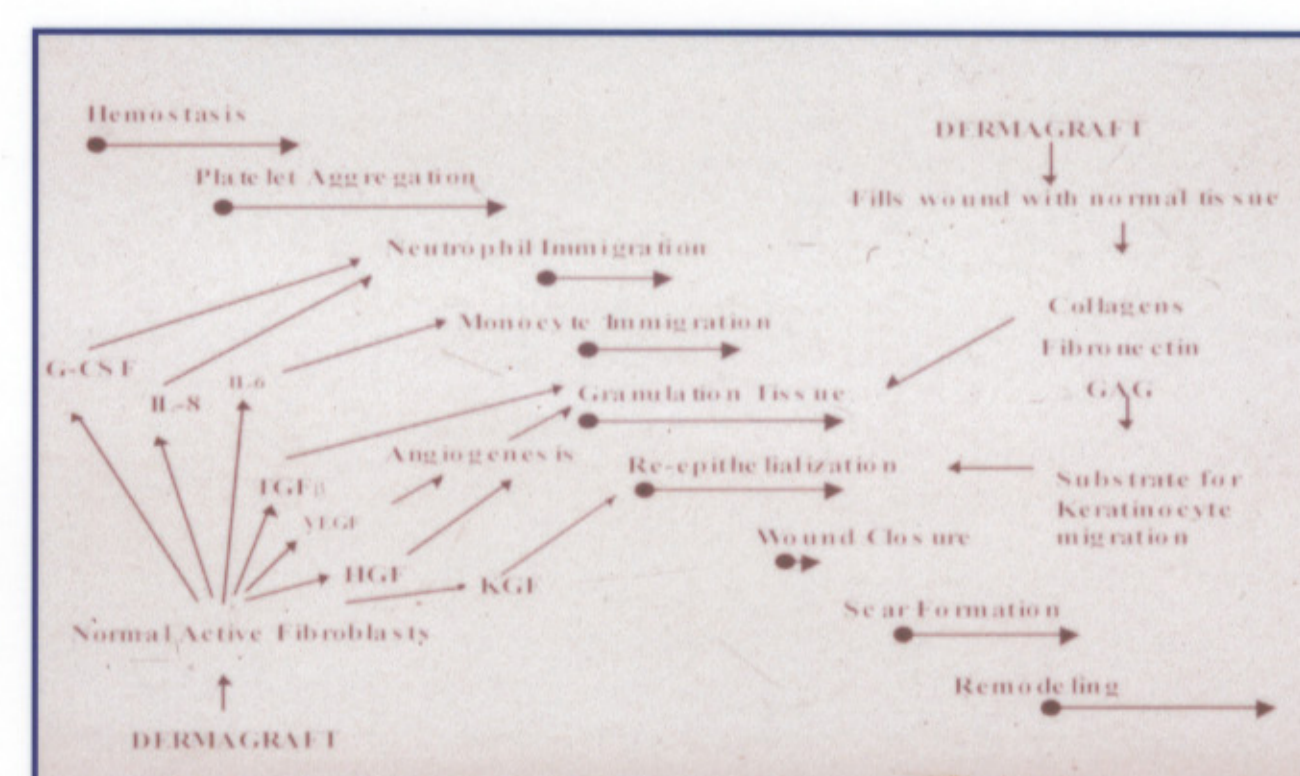 Hemostasis
DERMAGRAFT
Platelet Aggregation
Fills wound with normal tissue
Neutrophil Immigration
Collagens
Monocyte Immigration
Fibronectin
G-CSF
IL-6
GAG
IL-8
Granulation Tissue
Angiogenesis
Re-epithelialization
TGFβ
Substrate for
Keratinocyte
migration
VEGF
Wound Closure
HGF
KGF
Scar Formation
Normal Active Fibroblasts
Remodeling
DERMAGRAFT